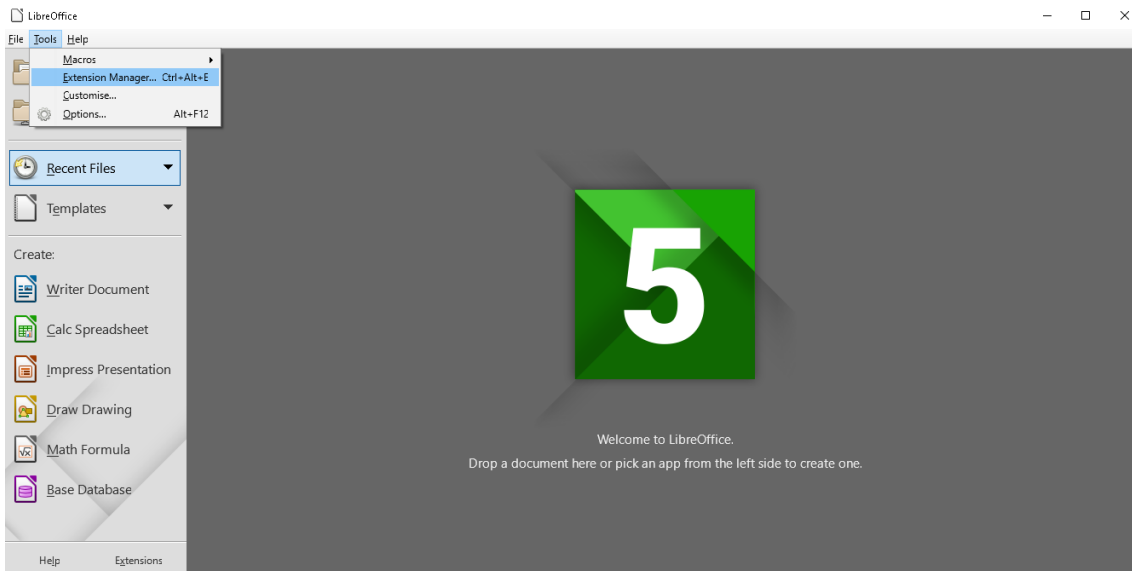 LibreOffice
File Tools Help
Macros
Extension Manager... Ctrl+Alt+E
Customise...
Options... Alt+F12
Recent Files
Templates
Create:
Writer Document
Calc Spreadsheet
Impress Presentation
Draw Drawing
Math Formula
Base Database
Help Extensions
5
Welcome to LibreOffice.
Drop a document here or pick an app from the left side to create one.